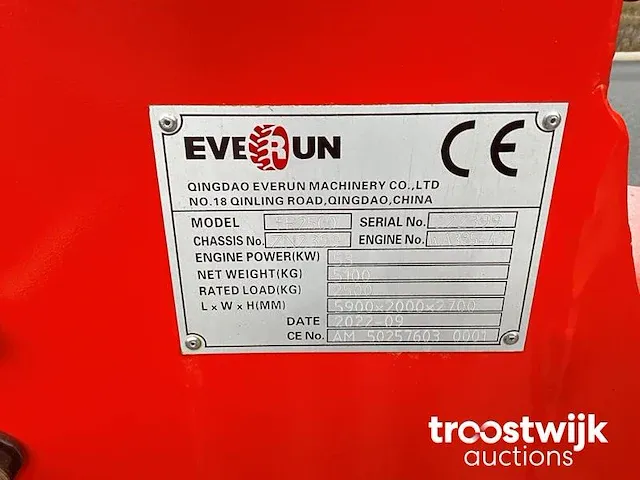 EVERUN CE
QINGDAO EVERUN MACHINERY CO.,LTD
NO.18 QINLING ROAD,QINGDAO,CHINA
MODEL SERIAL No.
CHASSIS No. ENGINE No.
ENGINE POWER(KW) 58
NET WEIGHT(KG) 5100
RATED LOAD(KG) 2500
L x W x H(MM) 5900×2000×2700
DATE 2022 09
CE No. AM 50257603 0001
troostwijk
auctions